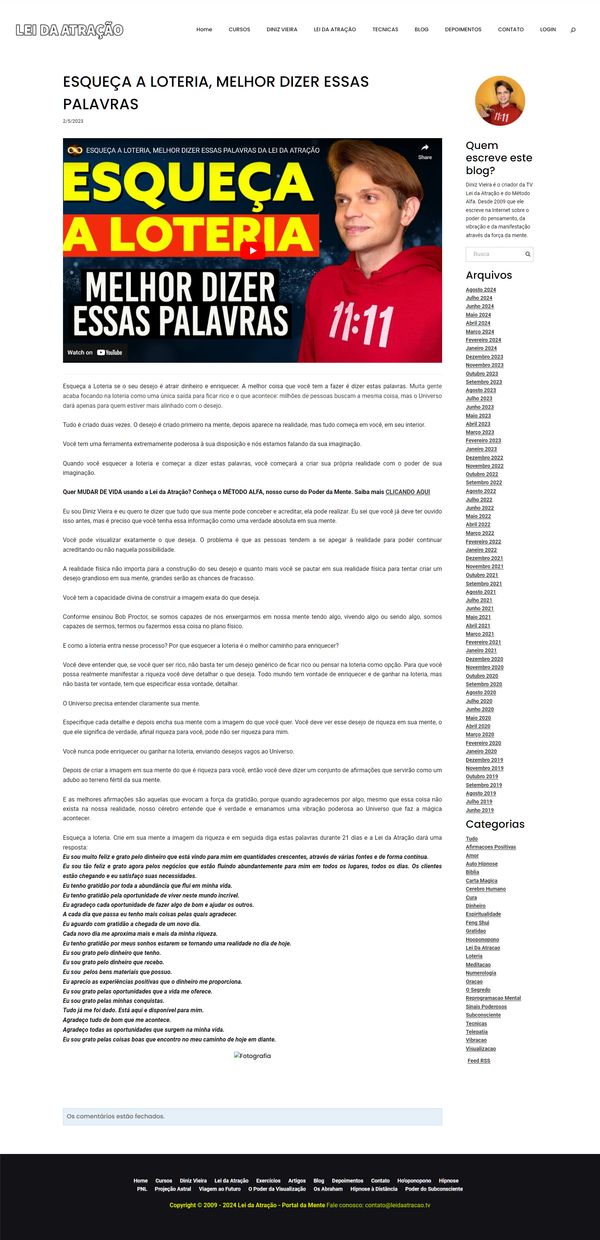 LEI DA ATRAÇÃO
Home CURSOS DINIZ VIEIRA LEI DA ATRAÇÃO TECNICAS BLOG DEPOIMENTOS CONTATO LOGIN
ESQUEÇA A LOTERIA, MELHOR DIZER ESSAS
PALAVRAS
2/5/2023
ESQUEÇA A LOTERIA, MELHOR DIZER ESSAS PALAVRAS DA LEI DA ATRAÇÃO
Share
ESQUEÇA
A LOTERIA
MELHOR DIZER
ESSAS PALAVRAS
11:11
Watch on YouTube
Esqueça a Loteria se o seu desejo é atrair dinheiro e enriquecer. A melhor coisa que você tem a fazer é dizer estas palavras. Muita gente
acaba focando na loteria como uma única saída para ficar rico e o que acontece: milhões de pessoas buscam a mesma coisa, mas o Universo
dará apenas para quem estiver mais alinhado com o desejo.
Tudo é criado duas vezes. O desejo é criado primeiro na mente, depois aparece na realidade, mas tudo começa em você, em seu interior.
Você tem uma ferramenta extremamente poderosa à sua disposição e nós estamos falando da sua imaginação.
Quando você esquecer a loteria e começar a dizer estas palavras, você começará a criar sua própria realidade com o poder de sua
imaginação.
Quer MUDAR DE VIDA usando a Lei da Atração? Conheça o MÉTODO ALFA, nosso curso do Poder da Mente. Saiba mais CLICANDO AQUI
Eu sou Diniz Vieira e eu quero te dizer que tudo que sua mente pode conceber e acreditar, ela pode realizar. Eu sei que você já deve ter ouvido
isso antes, mas é preciso que você tenha essa informação como uma verdade absoluta em sua mente.
Você pode visualizar exatamente o que deseja. O problema é que as pessoas tendem a se apegar à realidade para poder continuar
acreditando ou não naquela possibilidade.
A realidade física não importa para a construção do seu desejo e quanto mais você se pautar em sua realidade física para tentar criar um
desejo grandioso em sua mente, grandes serão as chances de fracasso.
Você tem a capacidade divina de construir a imagem exata do que deseja.
Conforme ensinou Bob Proctor, se somos capazes de nos enxergarmos em nossa mente tendo algo, vivendo algo ou sendo algo, somos
capazes de sermos, termos ou fazermos essa coisa no plano físico.
E como a loteria entra nesse processo? Por que esquecer a loteria é o melhor caminho para enriquecer?
Você deve entender que, se você quer ser rico, não basta ter um desejo genérico de ficar rico ou pensar na loteria como opção. Para que você
possa realmente manifestar a riqueza você deve detalhar o que deseja. Todo mundo tem vontade de enriquecer e de ganhar na loteria, mas
não basta ter vontade, tem que especificar essa vontade, detalhar.
O Universo precisa entender claramente sua mente.
Especifique cada detalhe e depois encha sua mente com a imagem do que você quer. Você deve ver esse desejo de riqueza em sua mente, o
que ele significa de verdade, afinal riqueza para você, pode não ser riqueza para mim.
Você nunca pode enriquecer ou ganhar na loteria, enviando desejos vagos ao Universo.
Depois de criar a imagem em sua mente do que é riqueza para você, então você deve dizer um conjunto de afirmações que servirão como um
adubo ao terreno fértil da sua mente.
E as melhores afirmações são aquelas que evocam a força da gratidão, porque quando agradecemos por algo, mesmo que essa coisa não
exista na nossa realidade, nosso cérebro entende que é verdade e emanamos uma vibração poderosa ao Universo que faz a mágica
acontecer.
Esqueça a loteria. Crie em sua mente a imagem da riqueza e em seguida diga estas palavras durante 21 dias e a Lei da Atração dará uma
resposta:
Eu sou muito feliz e grato pelo dinheiro que está vindo para mim em quantidades crescentes, através de várias fontes e de forma contínua.
Eu sou tão feliz e grato agora pelos negócios que estão fluindo abundantemente para mim em todos os lugares, todos os dias. Os clientes
estão chegando e eu satisfaço suas necessidades.
Eu tenho gratidão por toda a abundância que flui em minha vida.
Eu tenho gratidão pela oportunidade de viver neste mundo incrível.
Eu agradeço cada oportunidade de fazer algo de bom e ajudar os outros.
A cada dia que passa eu tenho mais coisas pelas quais agradecer.
Eu aguardo com gratidão a chegada de um novo dia.
Cada novo dia me aproxima mais e mais da minha riqueza.
Eu tenho gratidão por meus sonhos estarem se tornando uma realidade no dia de hoje.
Eu sou grato pelo dinheiro que tenho.
Eu sou grato pelo dinheiro que recebo.
Eu sou pelos bens materiais que possuo.
Eu aprecio as experiências positivas que o dinheiro me proporciona.
Eu sou grato pelas oportunidades que a vida me oferece.
Eu sou grato pelas minhas conquistas.
Tudo já me foi dado. Está aqui e disponível para mim.
Agradeço tudo de bom que me acontece.
Agradeço todas as oportunidades que surgem na minha vida.
Eu sou grato pelas coisas boas que encontro no meu caminho de hoje em diante.
Fotografia
Os comentários estão fechados.
Quem
escreve este
blog?
Diniz Vieira é o criador da TV
Lei da Atração e do Método
Alfa. Desde 2009 que ele
escreve na Internet sobre o
poder do pensamento, da
vibração e da manifestação
através da força da mente.
Busca
Arquivos
Agosto 2024
Julho 2024
Junho 2024
Maio 2024
Abril 2024
Março 2024
Fevereiro 2024
Janeiro 2024
Dezembro 2023
Novembro 2023
Outubro 2023
Setembro 2023
Agosto 2023
Julho 2023
Junho 2023
Maio 2023
Abril 2023
Março 2023
Fevereiro 2023
Janeiro 2023
Dezembro 2022
Novembro 2022
Outubro 2022
Setembro 2022
Agosto 2022
Julho 2022
Junho 2022
Maio 2022
Abril 2022
Março 2022
Fevereiro 2022
Janeiro 2022
Dezembro 2021
Novembro 2021
Outubro 2021
Setembro 2021
Agosto 2021
Julho 2021
Junho 2021
Maio 2021
Abril 2021
Março 2021
Fevereiro 2021
Janeiro 2021
Dezembro 2020
Novembro 2020
Outubro 2020
Setembro 2020
Agosto 2020
Julho 2020
Junho 2020
Maio 2020
Abril 2020
Março 2020
Fevereiro 2020
Janeiro 2020
Dezembro 2019
Novembro 2019
Outubro 2019
Setembro 2019
Agosto 2019
Julho 2019
Junho 2019
Categorias
Tudo
Afirmacoes Positivas
Amor
Auto Hipnose
Biblia
Carta Magica
Cerebro Humano
Cura
Dinheiro
Espiritualidade
Feng Shui
Gratidao
Hooponopono
Lei Da Atracao
Loteria
Meditacao
Numerologia
Oracao
O Segredo
Reprogramacao Mental
Sinais Poderosos
Subconsciente
Tecnicas
Telepatia
Vibracao
Visualizacao
Feed RSS
Home Cursos Diniz Vieira Lei da Atração Exercícios Artigos Blog Depoimentos Contato Ho'oponopono Hipnose
PNL Projeção Astral Viagem ao Futuro O Poder da Visualização Os Abraham Hipnose à Distância Poder do Subconsciente
Copyright © 2009 - 2024 Lei da Atração - Portal da Mente Fale conosco: contato@leidaatracao.tv